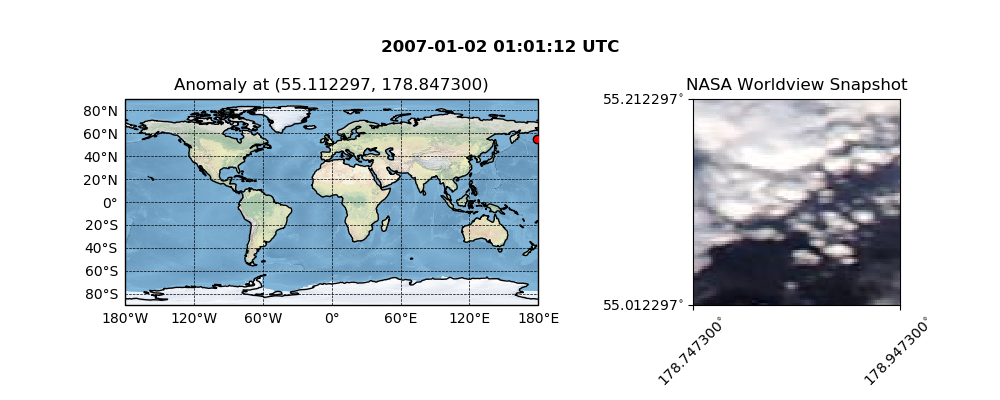 2007-01-02 01:01:12 UTC
Anomaly at (55.112297, 178.847300)
80°N
60°N
40°N
20°N
0°
20°S
40°S
60°S
80°S
180°W 120°W 60°W 0° 60°E 120°E 180°E
NASA Worldview Snapshot
55.212297°
55.012297°
178.747300°
178.947300°